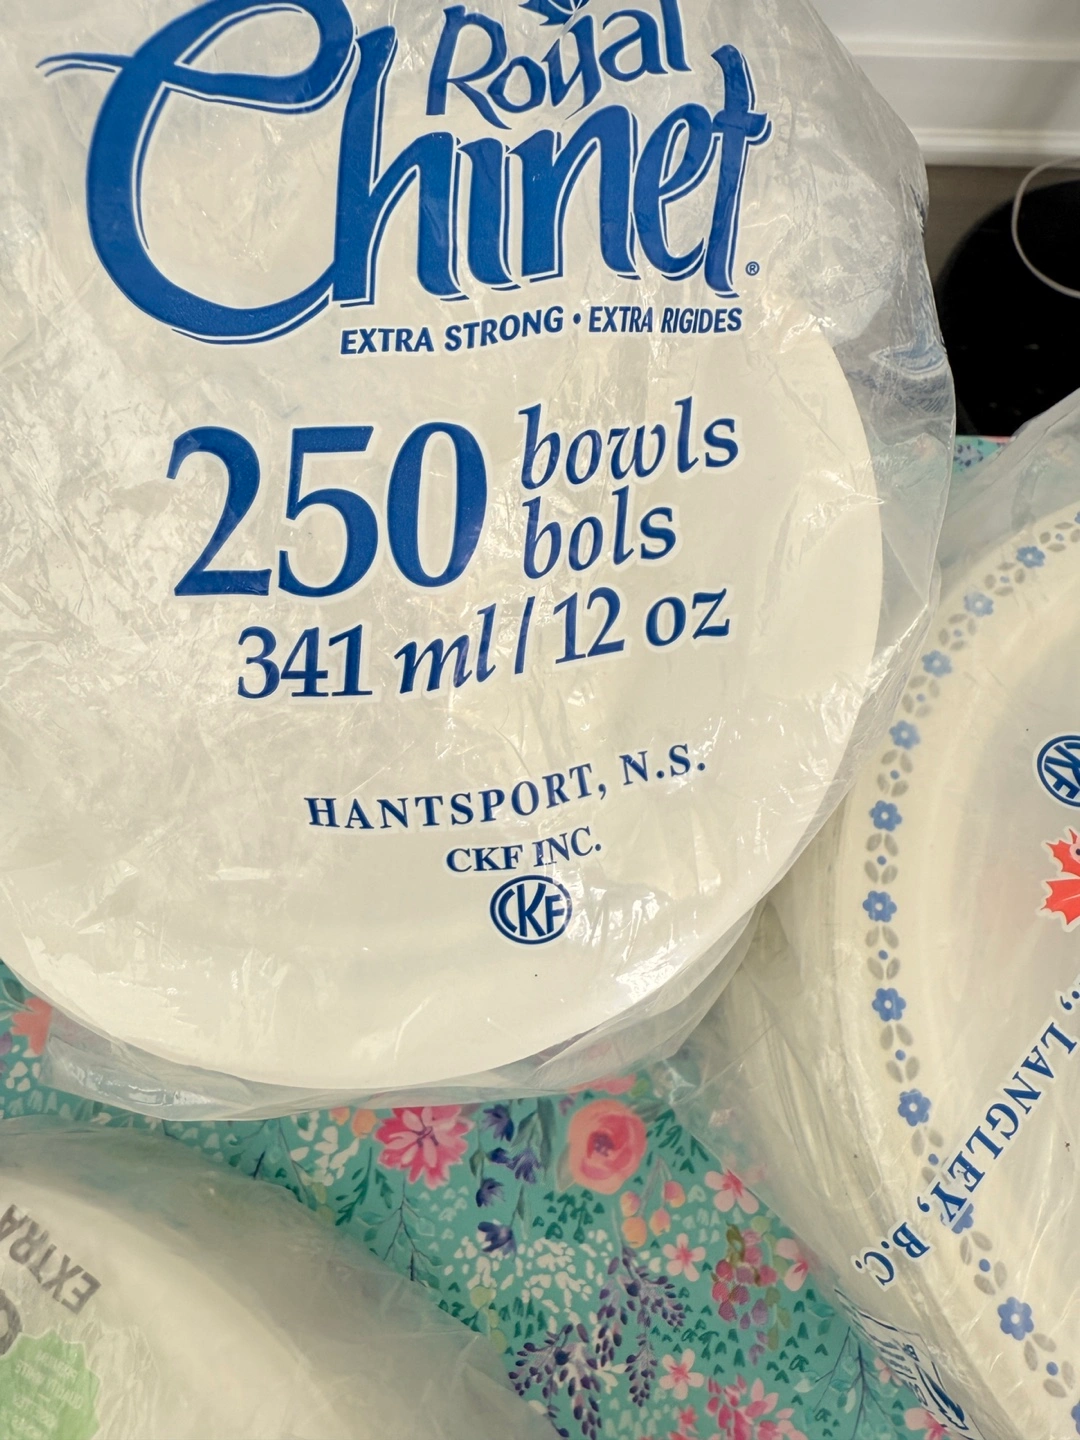 Royal
Chinet®
EXTRA STRONG • EXTRA RIGIDES
250 bowls
bols
341 ml / 12 oz
HANTSPORT, N.S.
CKF INC.
CKF
CKF
., LANGLEY, B.C.
EXTRA